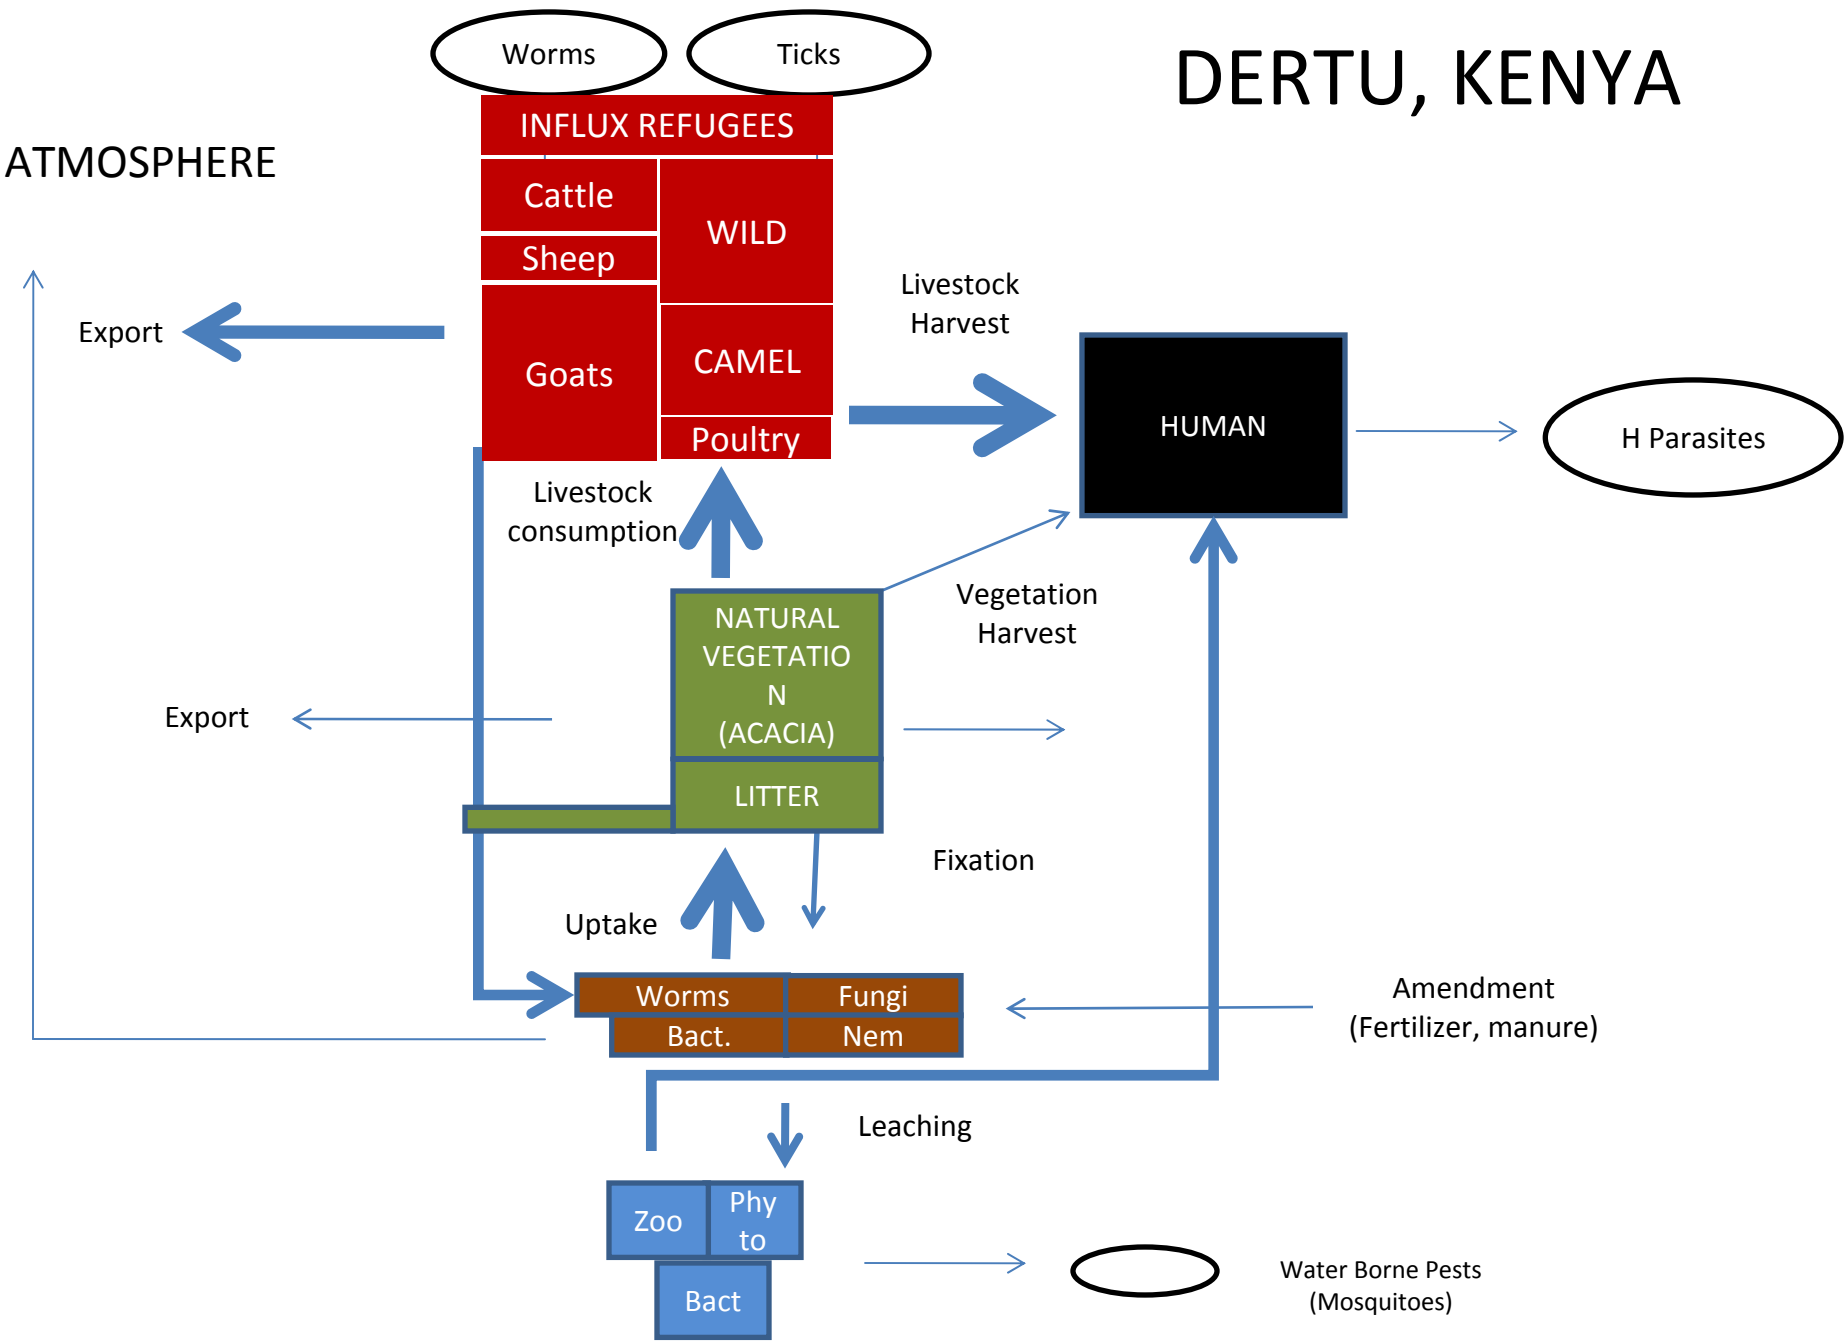 Worms
Ticks
DERTU, KENYA
INFLUX REFUGEES
ATMOSPHERE
Cattle
WILD
Sheep
Livestock
Harvest
Export
Goats
CAMEL
HUMAN
H Parasites
Poultry
Livestock
consumption
NATURAL
VEGETATIO
N
(ACACIA)
Vegetation
Harvest
Export
LITTER
Fixation
Uptake
Worms
Fungi
Bact.
Nem
Amendment
(Fertilizer, manure)
Leaching
Zoo
Phy
to
Bact
Water Borne Pests
(Mosquitoes)